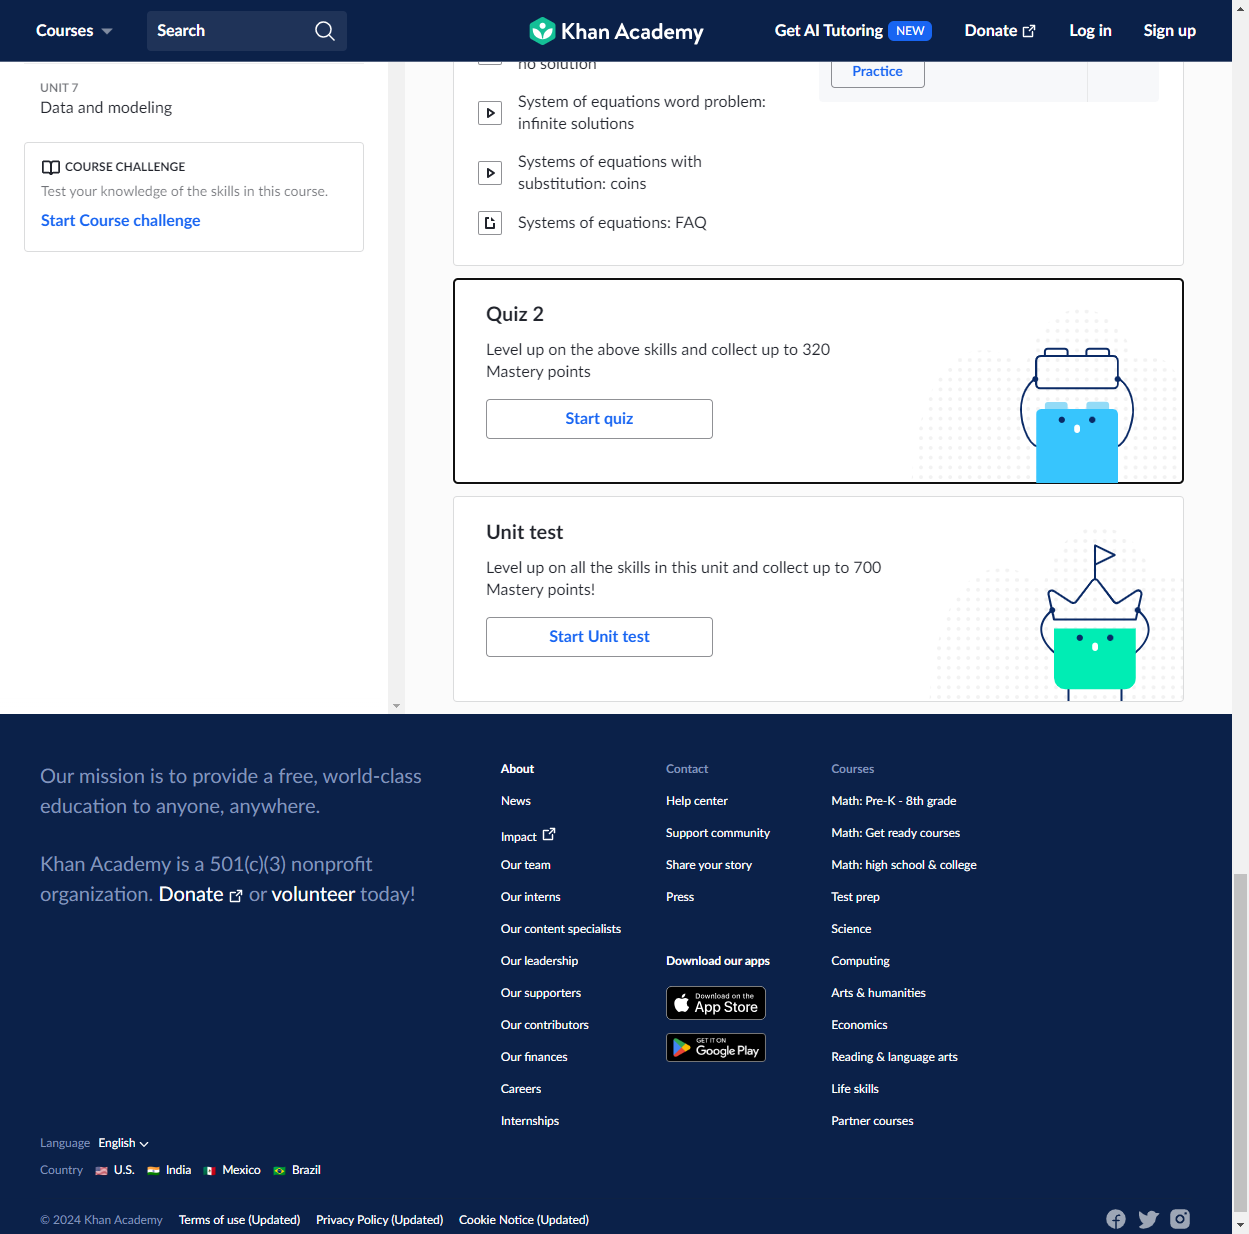 Courses
Search
Khan Academy
Get AI Tutoring NEW
Donate
Log in
Sign up
UNIT 7
Data and modeling
COURSE CHALLENGE
Test your knowledge of the skills in this course.
Start Course challenge
no solution
System of equations word problem:
infinite solutions
Systems of equations with
substitution: coins
Systems of equations: FAQ
Practice
Quiz 2
Level up on the above skills and collect up to 320
Mastery points
Start quiz
Unit test
Level up on all the skills in this unit and collect up to 700
Mastery points!
Start Unit test
Our mission is to provide a free, world-class
education to anyone, anywhere.
Khan Academy is a 501(c)(3) nonprofit
organization. Donate or volunteer today!
About
News
Impact
Our team
Our interns
Our content specialists
Our leadership
Our supporters
Our contributors
Our finances
Careers
Internships
Contact
Help center
Support community
Share your story
Press
Download our apps
Download on the
App Store
GET IT ON
Google Play
Courses
Math: Pre-K - 8th grade
Math: Get ready courses
Math: high school & college
Test prep
Science
Computing
Arts & humanities
Economics
Reading & language arts
Life skills
Partner courses
Language English
Country U.S. India Mexico Brazil
© 2024 Khan Academy Terms of use (Updated) Privacy Policy (Updated) Cookie Notice (Updated)